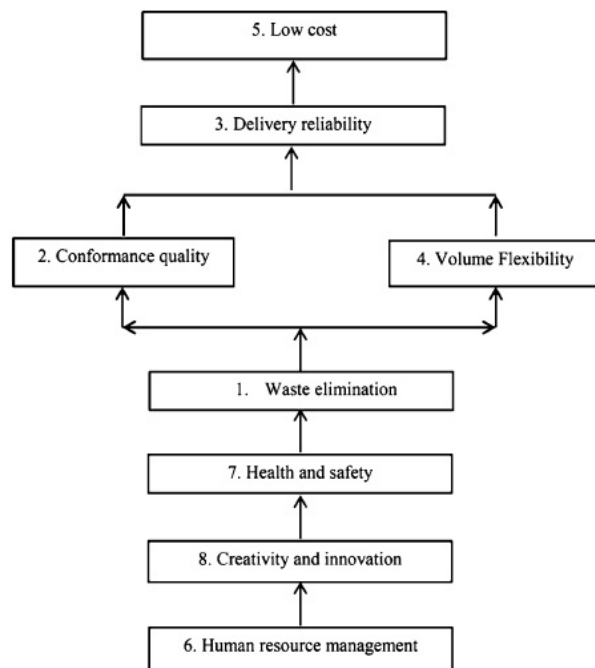 5. Low cost
3. Delivery reliability
2. Conformance quality
4. Volume Flexibility
1. Waste elimination
7. Health and safety
8. Creativity and innovation
6. Human resource management